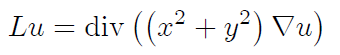 Lu = div ((x² + y²) ∇u)